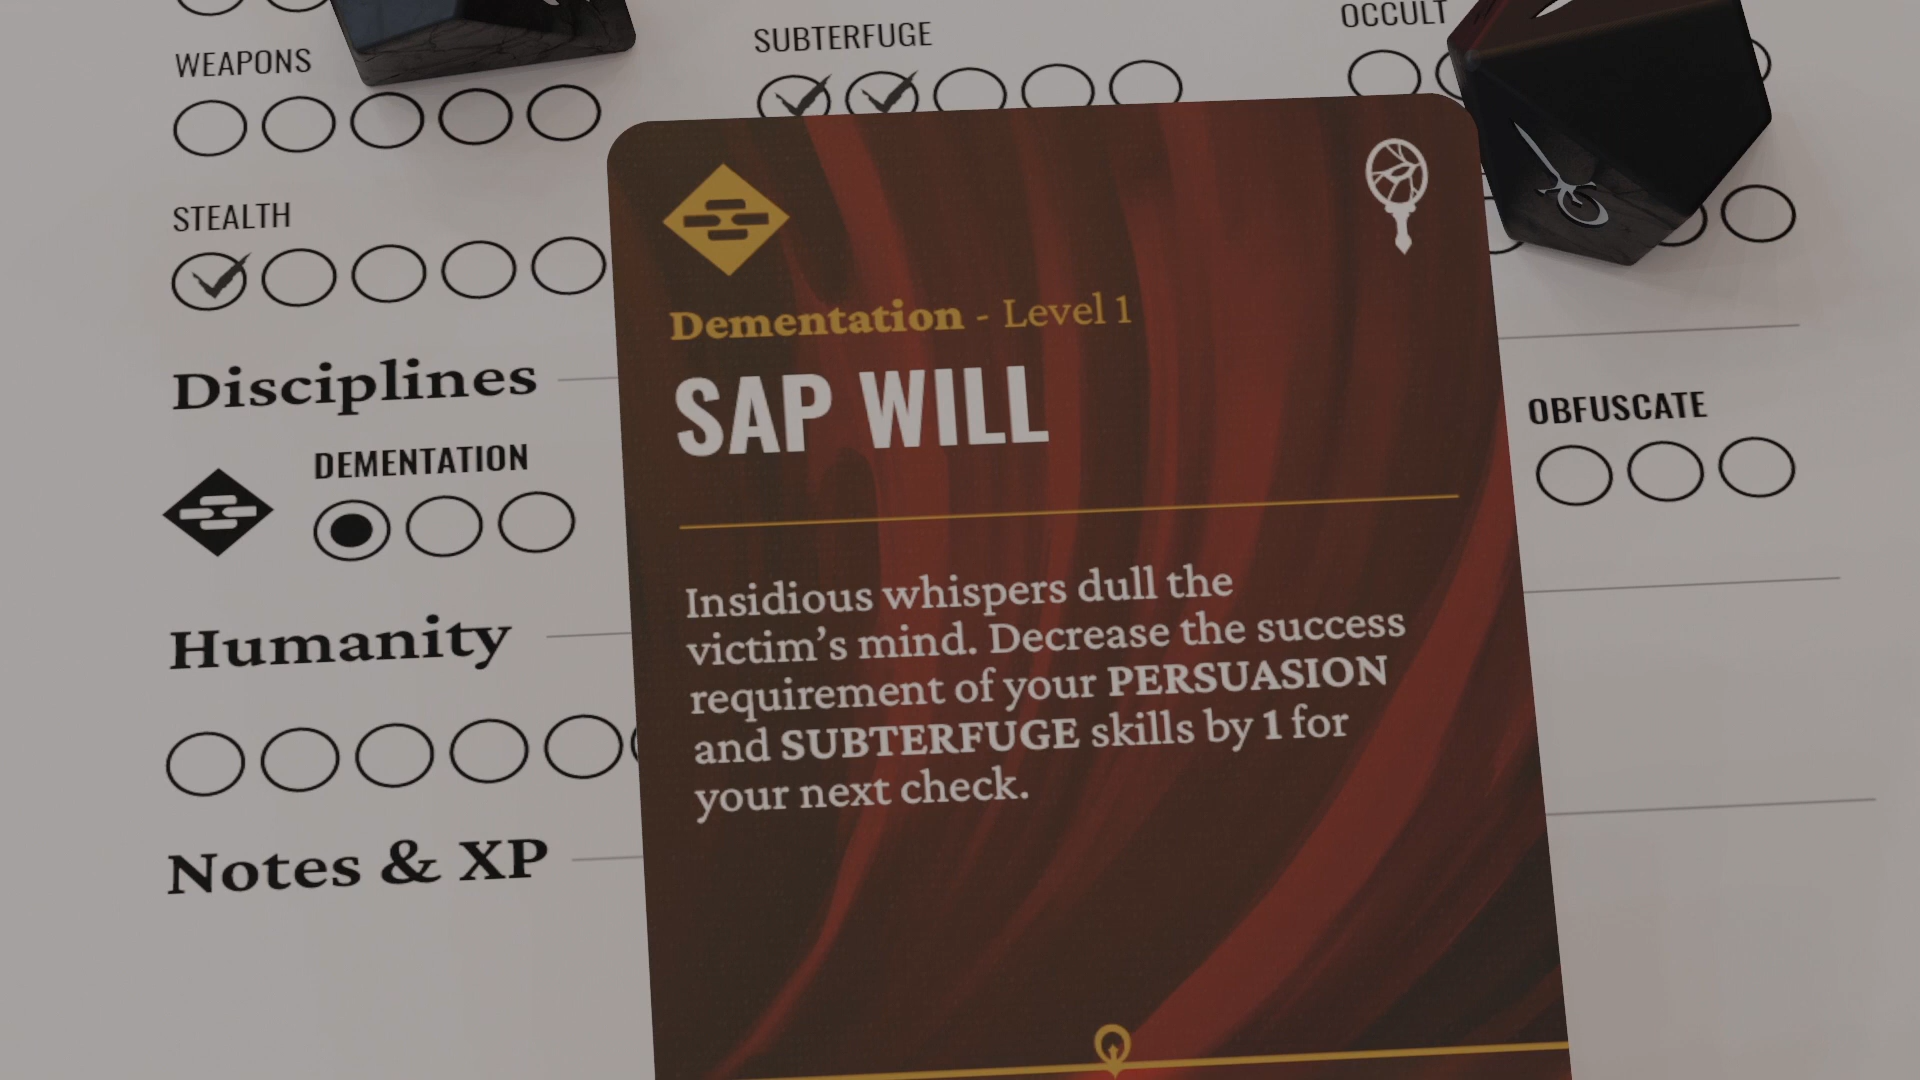 WEAPONS
SUBTERFUGE
OCCULT
STEALTH
Disciplines
DEMENTATION
OBFUSCATE
Humanity
Notes & XP
Dementation - Level 1
SAP WILL
Insidious whispers dull the
victim's mind. Decrease the success
requirement of your PERSUASION
and SUBTERFUGE skills by 1 for
your next check.